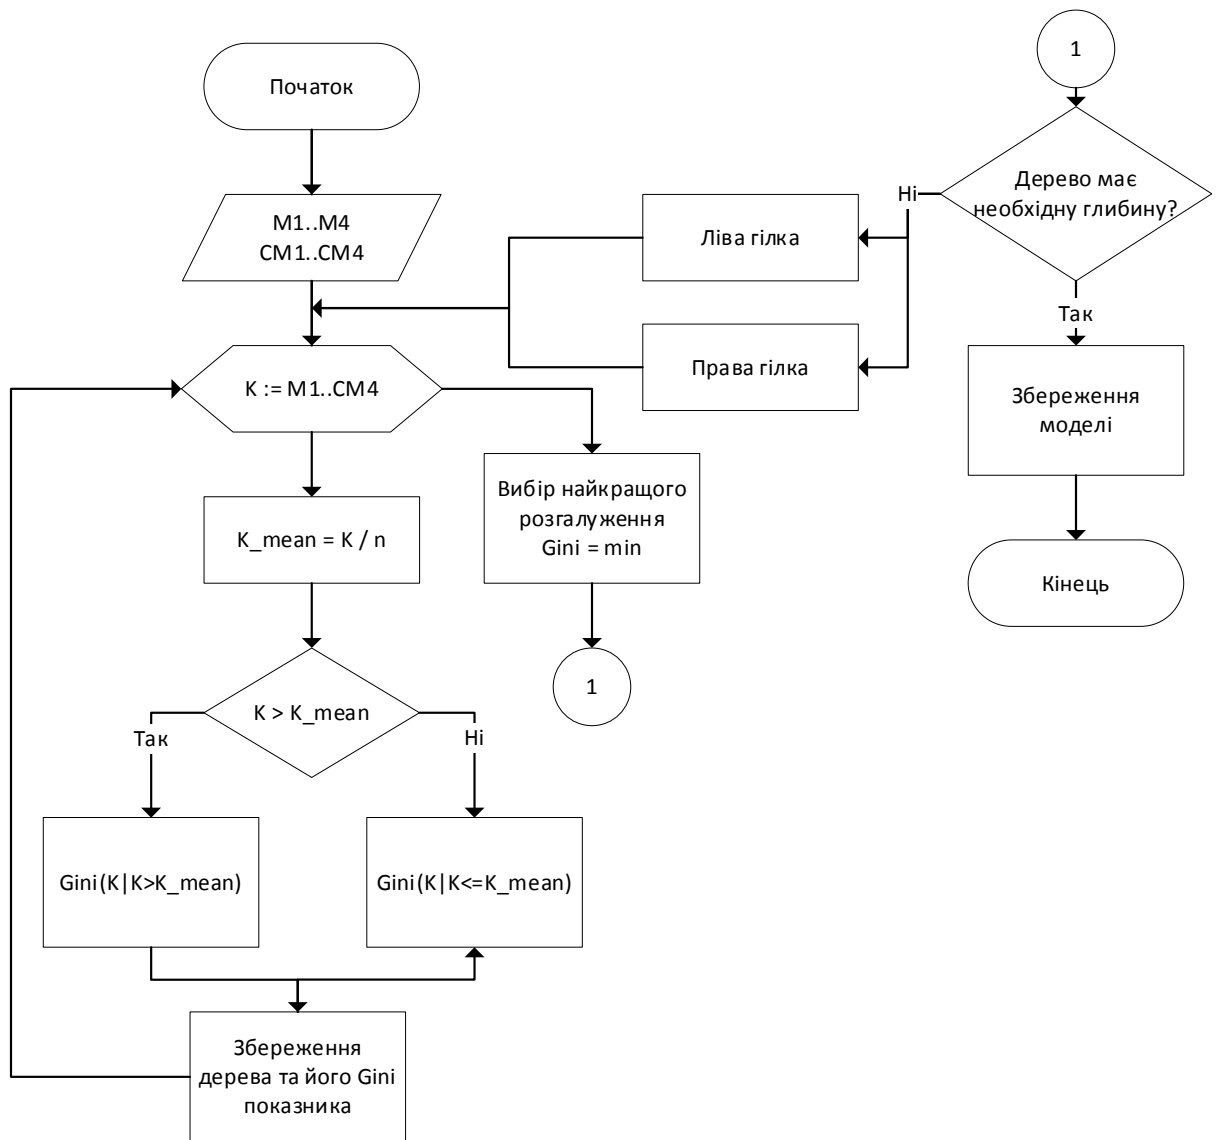 Початок
M1..M4
CM1..CM4
K := M1..CM4
K_mean = K / n
K > K_mean
Так
Ні
Gini(K|K>K_mean)
Gini(K|K<=K_mean)
Збереження
дерева та його Gini
показника
Вибір найкращого
розгалуження
Gini = min
1
1
Дерево має
необхідну глибину?
Ні
Ліва гілка
Права гілка
Так
Збереження
моделі
Кінець